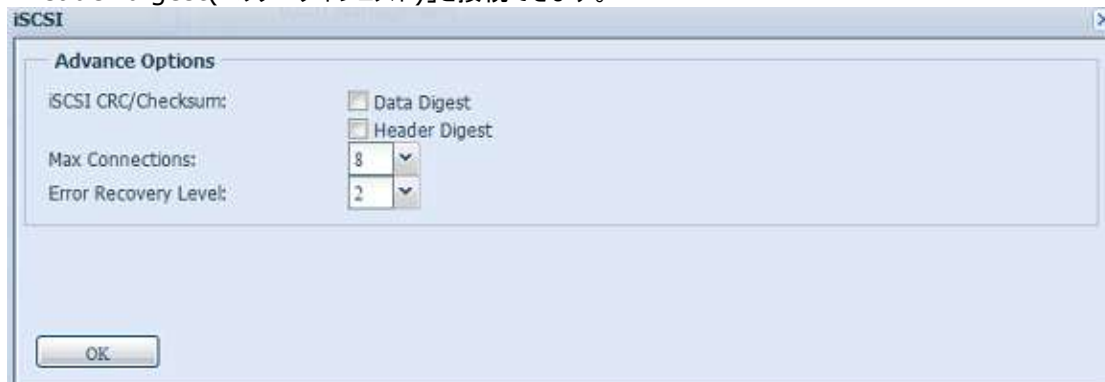 iSCSI
Advance Options
iSCSI CRC/Checksum:
Data Digest
Header Digest
Max Connections:
8
Error Recovery Level:
2
OK